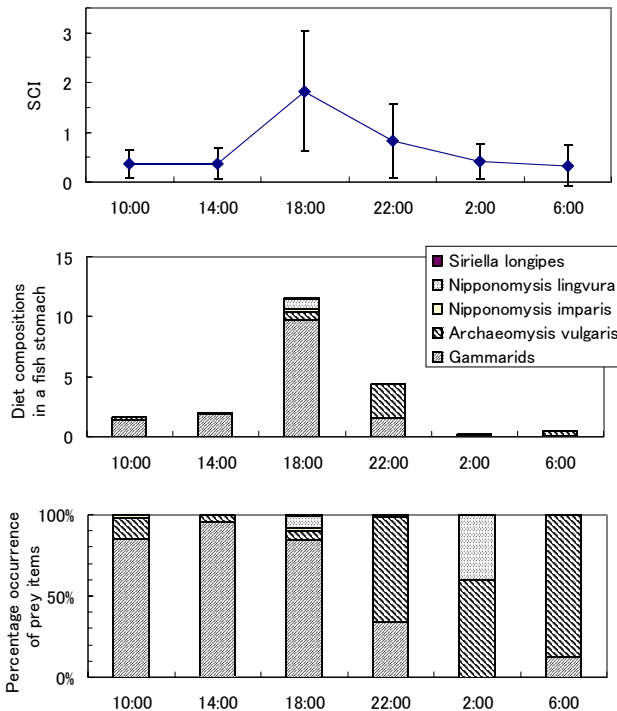 3
2
1
0
SCI
10:00 14:00 18:00 22:00 2:00 6:00
15
10
5
0
Diet compositions
in a fish stomach
Siriella longipes
Nipponomysis lingvura
Nipponomysis imparis
Archaeomysis vulgaris
Gammarids
10:00 14:00 18:00 22:00 2:00 6:00
100%
50%
0%
Percentage occurrence
of prey items
10:00 14:00 18:00 22:00 2:00 6:00